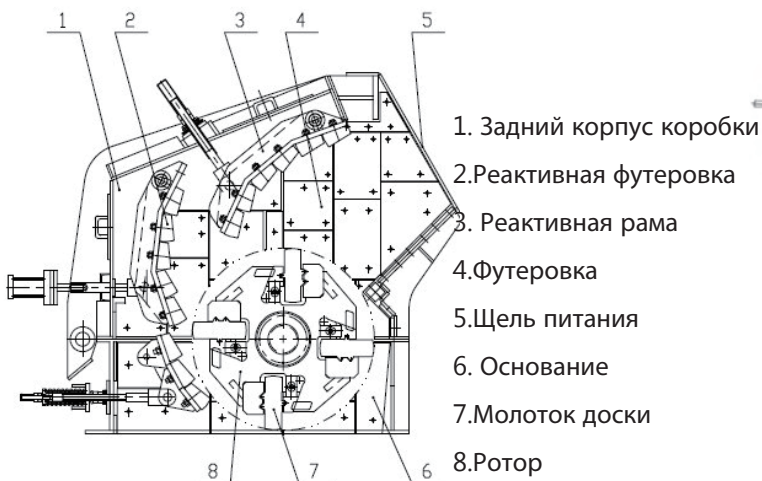 1 2 3 4 5
1. Задний корпус коробки
2.Реактивная футеровка
3. Реактивная рама
4.Футеровка
5.Щель питания
6. Основание
7.Молоток доски
8.Ротор
8 7 6